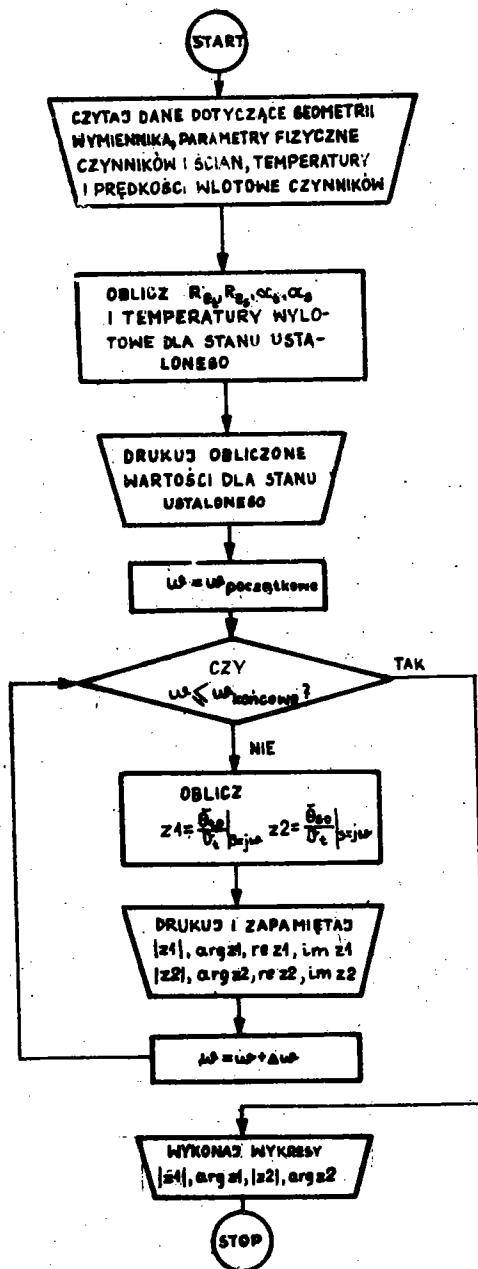 START
CZYTAJ DANE DOTYCZĄCE GEOMETRII
WYMIENNIKA, PARAMETRY FIZYCZNE
CZYNNIKÓW I ŚCIAN, TEMPERATURY
I PRĘDKOŚCI WLOTOWE CZYNNIKÓW
OBLICZ
I TEMPERATURY WYLO-
TOWE DLA STANU USTA-
LONEGO
DRUKUJ OBLICZONE
WARTOŚCI DLA STANU
USTALONEGO
ω = ω początkowe
CZY
TAK
ω ≤ ω końcowe ?
NIE
OBLICZ
z1= z2=
DRUKUJ I ZAPAMIĘTAJ
|z1|, arg z1, re z1, im z1
|z2|, arg z2, re z2, im z2
ω = ω + Δω
WYKONAJ WYKRESY
|z1|, arg z1, |z2|, arg z2
STOP